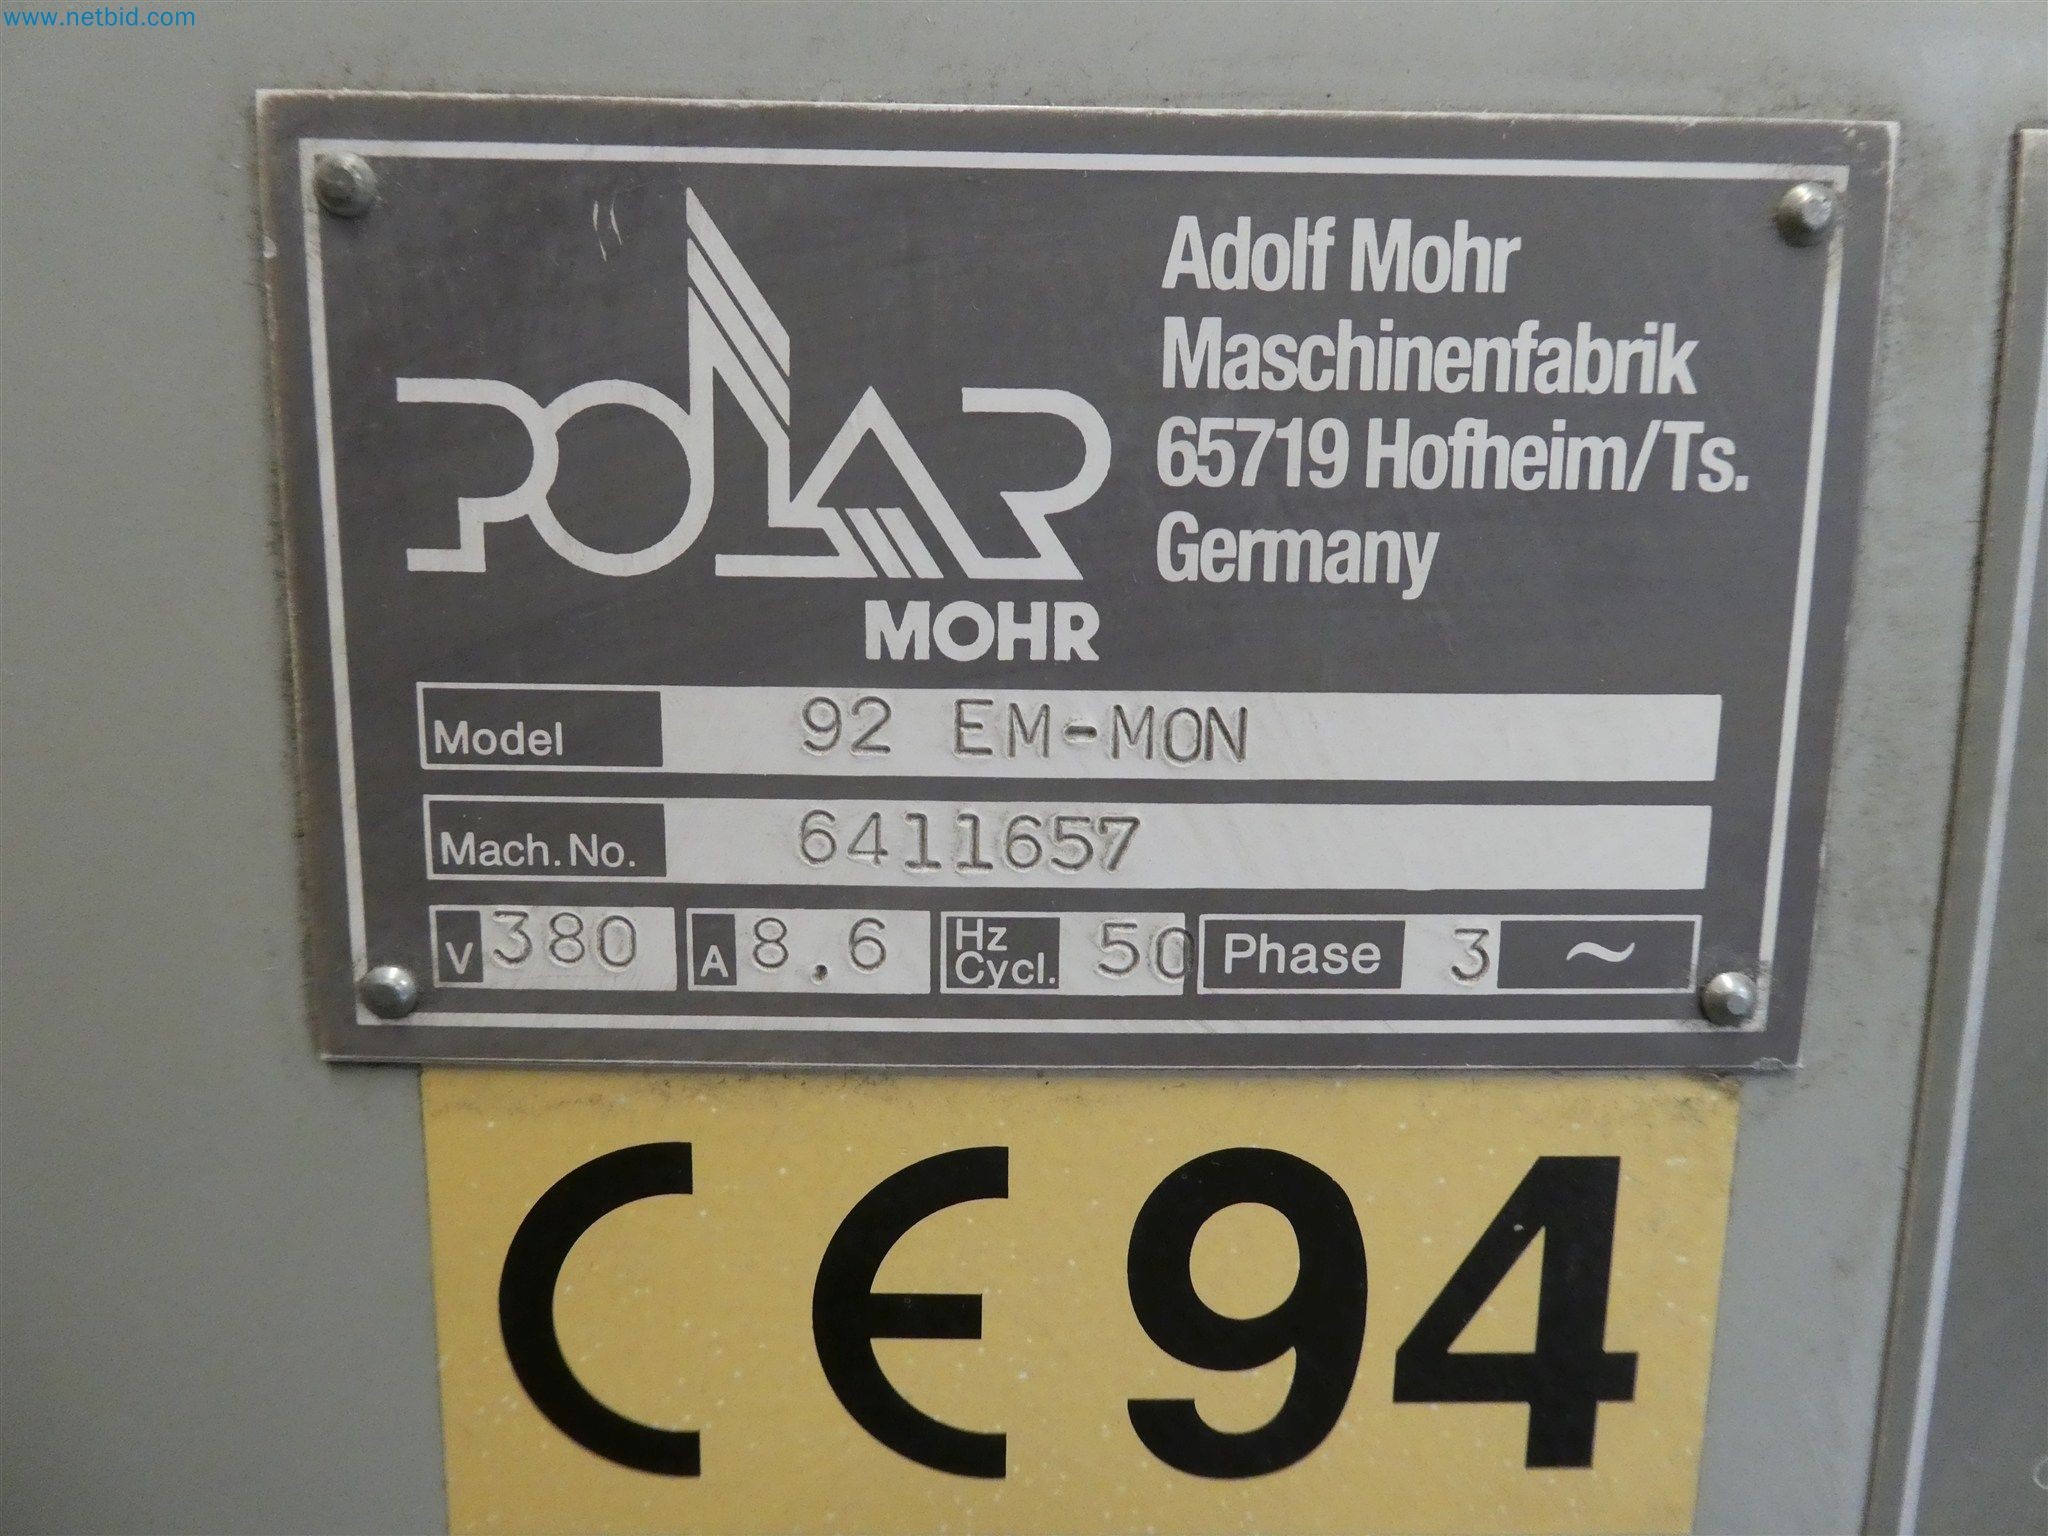 www.netbid.com
POLAR
MOHR
Adolf Mohr
Maschinenfabrik
65719 Hofheim/Ts.
Germany
Model 92 EM-MON
Mach. No. 6411657
V 380 A 8.6 Hz Cycl. 50 Phase 3 ~
CE 94